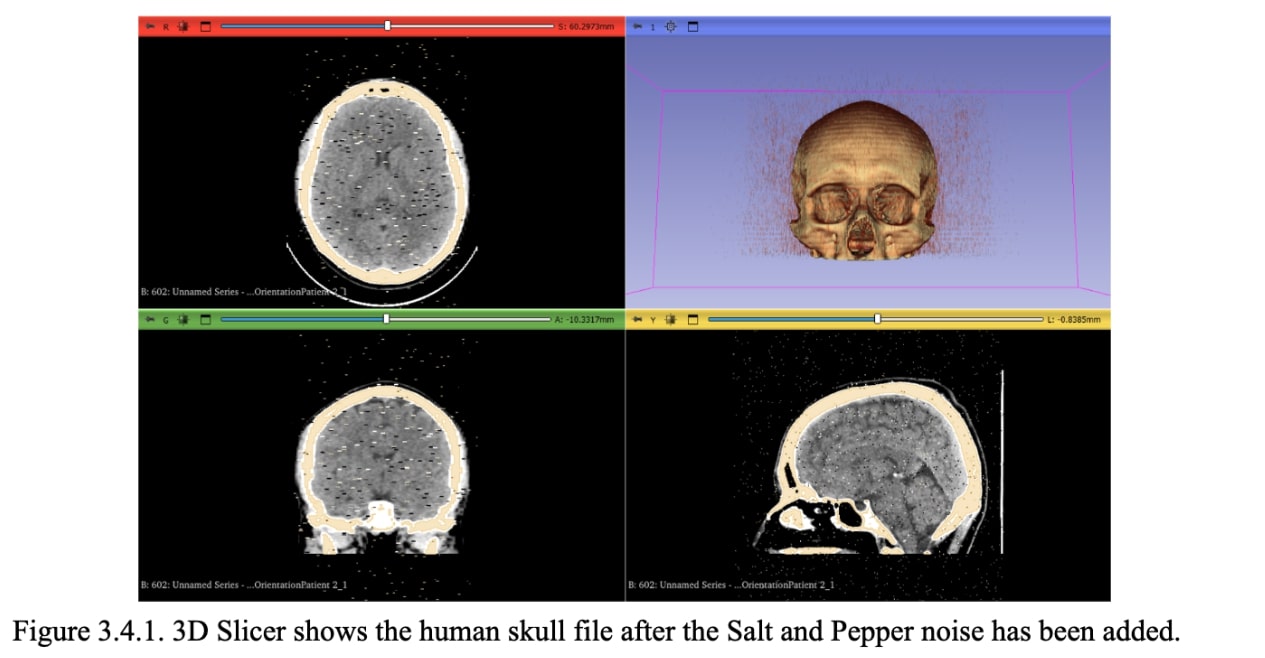 R S: 60.2973mm
1
B: 602: Unnamed Series - ...OrientationPatient 2_1
G A: -10.3317mm
Y L: -0.8385mm
B: 602: Unnamed Series - ...OrientationPatient 2_1
B: 602: Unnamed Series - ...OrientationPatient 2_1
Figure 3.4.1. 3D Slicer shows the human skull file after the Salt and Pepper noise has been added.